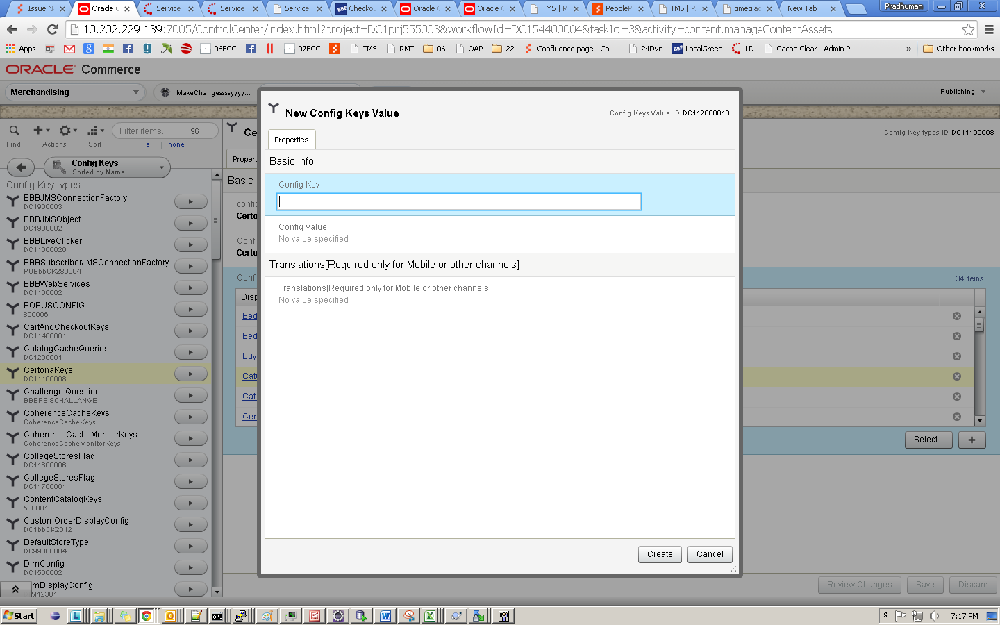 Issue N
Oracle C
Service
Service
Service
Checkou
Oracle C
Oracle C
TMS | R
PeopleP
TMS | R
timetrac
New Tab
Pradhuman
10.202.229.139:7005/ControlCenter/index.html?project=DC1prj555003&workflowId=DC154400004&taskId=3&activity=content.manageContentAssets
Apps
06BCC
07BCC
TMS
RMT
06
OAP
22
Confluence page - Ch...
24Dyn
LocalGreen
LD
Cache Clear - Admin P...
»
Other bookmarks
ORACLE Commerce
Merchandising
MakeChangessssyyyy...
Publishing
Find
Actions
Sort
Filter items...
96
all | none
Config Keys
Sorted by Name
Config Key types
BBBJMSConnectionFactory
DC1900003
BBBJMSObject
DC1900002
BBBLiveClicker
DC11000020
BBBSubscriberJMSConnectionFactory
PUBbbCK280004
BBBWebServices
DC1100002
BOPUSCONFIG
800006
CartAndCheckoutKeys
DC11400001
CatalogCacheQueries
DC1200001
CertonaKeys
DC11100008
Challenge Question
BBBPSI8CHALLANGE
CoherenceCacheKeys
CoherenceCacheKeys
CoherenceCacheMonitorKeys
CoherenceCacheMonitorKeys
CollegeStoresFlag
DC11600006
CollegeStoresFlag
DC11700001
ContentCatalogKeys
500001
CustomOrderDisplayConfig
DC1bbCK2012
DefaultStoreType
DC99000004
DimConfig
DC1500002
mDisplayConfig
M12301
Ce
Config Key types ID DC11100008
Propert
Basic
config
Certo
Confi
Certo
Confi
34 items
Disp
Bed
Bed
Buy
Cat
Cat
Cer
Select...
+
Review Changes
Save
Discard
New Config Keys Value
Config Keys Value ID DC112000013
Properties
Basic Info
Config Key
Config Value
No value specified
Translations[Required only for Mobile or other channels]
Translations[Required only for Mobile or other channels]
No value specified
Create
Cancel
Start
7:17 PM